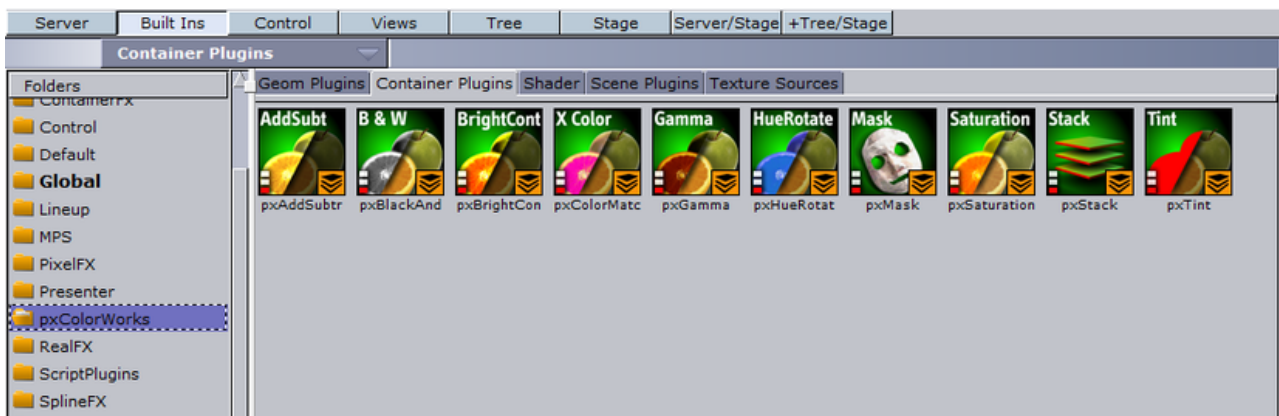 Server Built Ins Control Views Tree Stage Server/Stage +Tree/Stage
Container Plugins
Folders
Geom Plugins Container Plugins Shader Scene Plugins Texture Sources
ContainerFX
Control
Default
Global
Lineup
MPS
PixelFX
Presenter
pxColorWorks
RealFX
ScriptPlugins
SplineFX
AddSubt B & W BrightCont X Color Gamma HueRotate Mask Saturation Stack Tint
pxAddSubtr pxBlackAnd pxBrightCon pxColorMatc pxGamma pxHueRotat pxMask pxSaturation pxStack pxTint